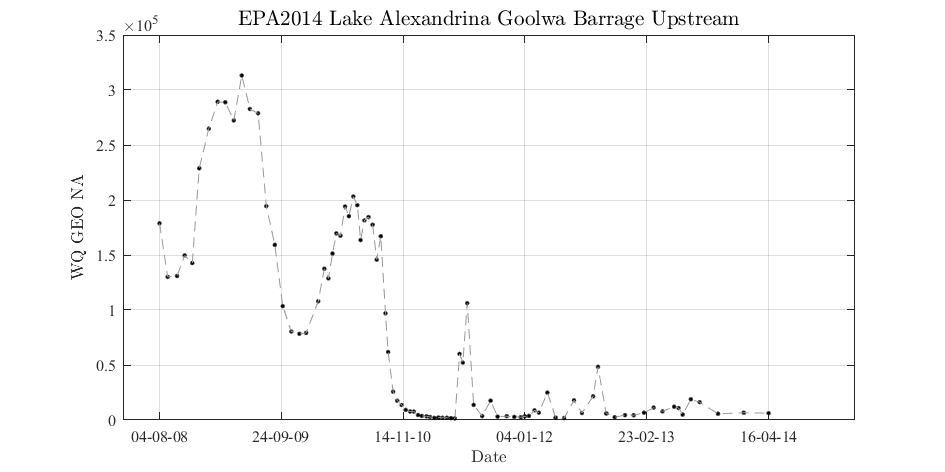 EPA2014 Lake Alexandrina Goolwa Barrage Upstream
×10⁵
3.5
3
2.5
2
1.5
1
0.5
0
WQ GEO NA
04-08-08 24-09-09 14-11-10 04-01-12 23-02-13 16-04-14
Date